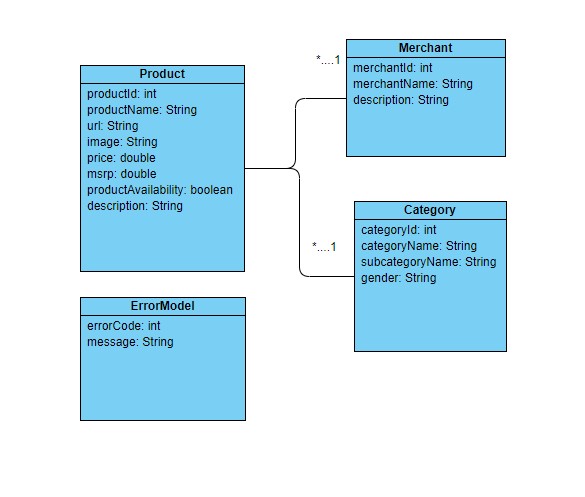 Product
productId: int
productName: String
url: String
image: String
price: double
msrp: double
productAvailability: boolean
description: String
*....1
Merchant
merchantId: int
merchantName: String
description: String
*....1
Category
categoryId: int
categoryName: String
subcategoryName: String
gender: String
ErrorModel
errorCode: int
message: String